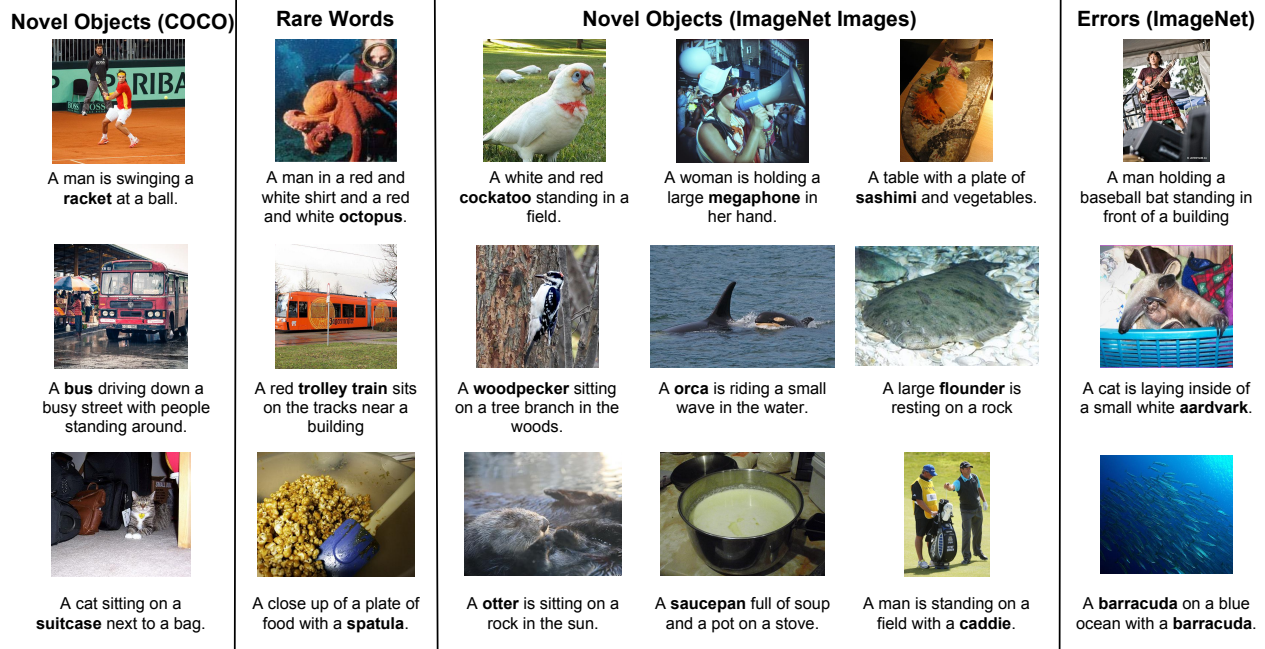 Novel Objects (COCO)
Rare Words
Novel Objects (ImageNet Images)
Errors (ImageNet)
PARIBA
BOSS
A man is swinging a
racket at a ball.
A man in a red and
white shirt and a red
and white octopus.
A white and red
cockatoo standing in a
field.
A woman is holding a
large megaphone in
her hand.
A table with a plate of
sashimi and vegetables.
A man holding a
baseball bat standing in
front of a building
A bus driving down a
busy street with people
standing around.
A red trolley train sits
on the tracks near a
building
A woodpecker sitting
on a tree branch in the
woods.
A orca is riding a small
wave in the water.
A large flounder is
resting on a rock
A cat is laying inside of
a small white aardvark.
A cat sitting on a
suitcase next to a bag.
A close up of a plate of
food with a spatula.
A otter is sitting on a
rock in the sun.
A saucepan full of soup
and a pot on a stove.
A man is standing on a
field with a caddie.
A barracuda on a blue
ocean with a barracuda.